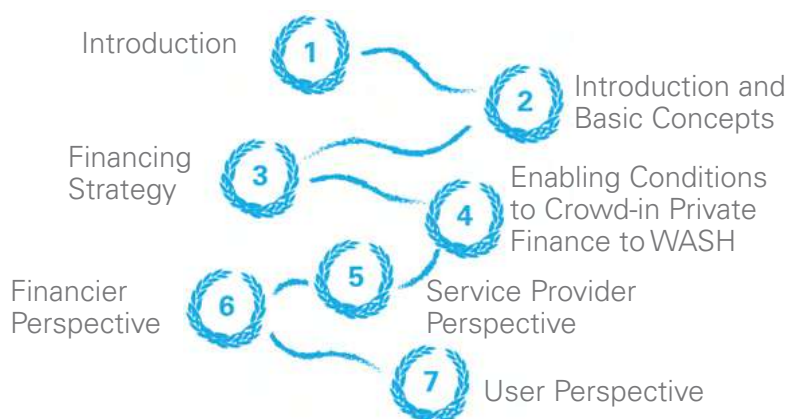 Introduction
1
2
Introduction and
Basic Concepts
Financing
Strategy
3
4
Enabling Conditions
to Crowd-in Private
Finance to WASH
5
Service Provider
Perspective
Financier
Perspective
6
7
User Perspective